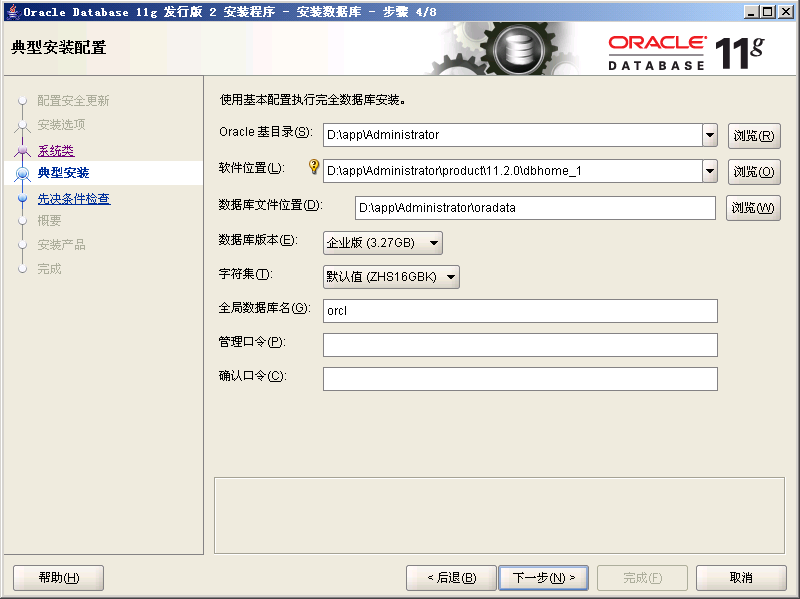 Oracle Database 11g 发行版 2 安装程序 - 安装数据库 - 步骤 4/8
典型安装配置
ORACLE DATABASE 11g
配置安全更新
安装选项
系统类
典型安装
先决条件检查
概要
安装产品
完成
使用基本配置执行完全数据库安装。
Oracle 基目录(S): D:\app\Administrator 浏览(R)
软件位置(L): D:\app\Administrator\product\11.2.0\dbhome_1 浏览(O)
数据库文件位置(D): D:\app\Administrator\oradata 浏览(W)
数据库版本(E): 企业版 (3.27GB)
字符集(T): 默认值 (ZHS16GBK)
全局数据库名(G): orcl
管理口令(P):
确认口令(C):
帮助(H) < 后退(B) 下一步(N) > 完成(F) 取消